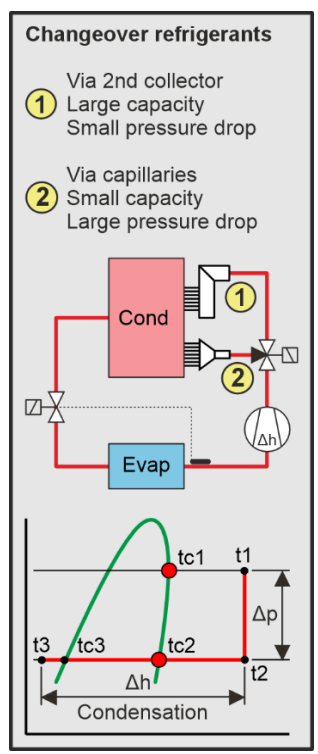 Changeover refrigerants
Via 2nd collector
1 Large capacity
Small pressure drop
Via capillaries
2 Small capacity
Large pressure drop
Cond
1
2
Δh
Evap
tc1
t1
Δp
t3
tc3
tc2
t2
Δh
Condensation